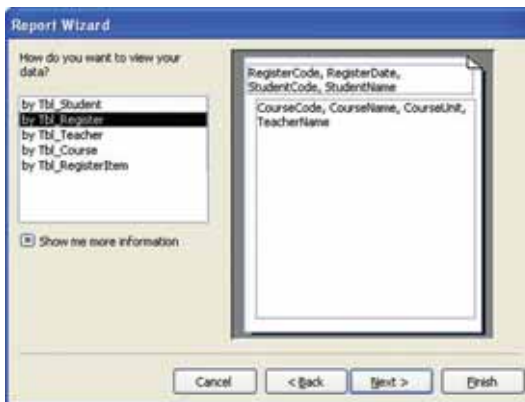 Report Wizard
How do you want to view your
data?
by Tbl_Student
by Tbl_Register
by Tbl_Teacher
by Tbl_Course
by Tbl_RegisterItem
Show me more information
RegisterCode, RegisterDate,
StudentCode, StudentName
CourseCode, CourseName, CourseUnit,
TeacherName
Cancel
< Back
Next >
Finish